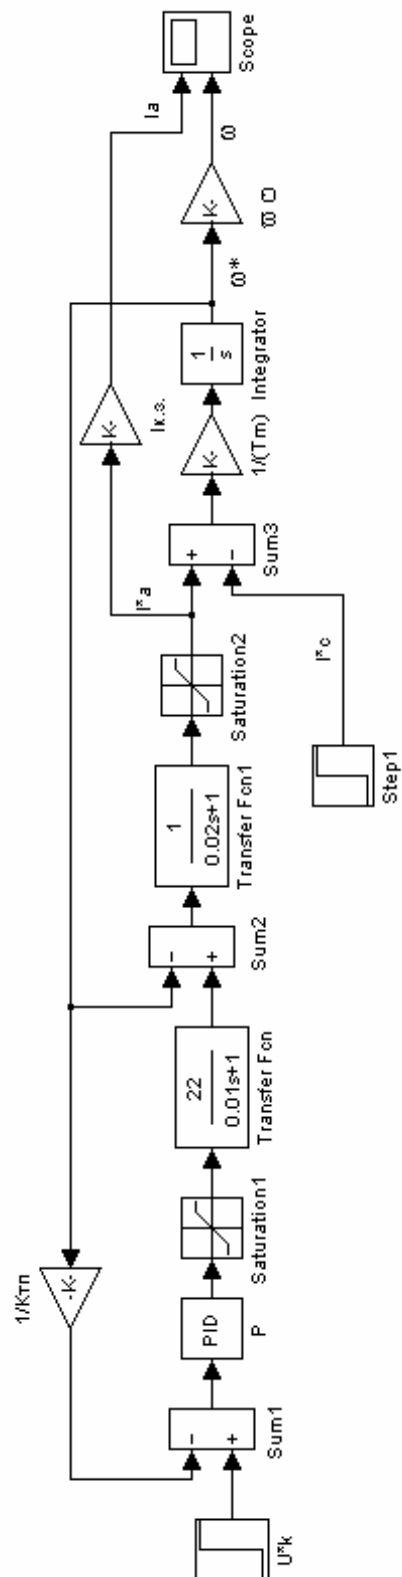 1/Kтп
-K-
U*k
-
+
Sum1
PID
P
Saturation1
22
0.01s+1
Transfer Fcn
-
+
Sum2
1
0.02s+1
Transfer Fcn1
Saturation2
I*a
K-
Iк.з.
Ia
+
-
Sum3
I*c
Step1
K-
1/(Tm)
1
s
Integrator
ω*
K-
ω
Scope